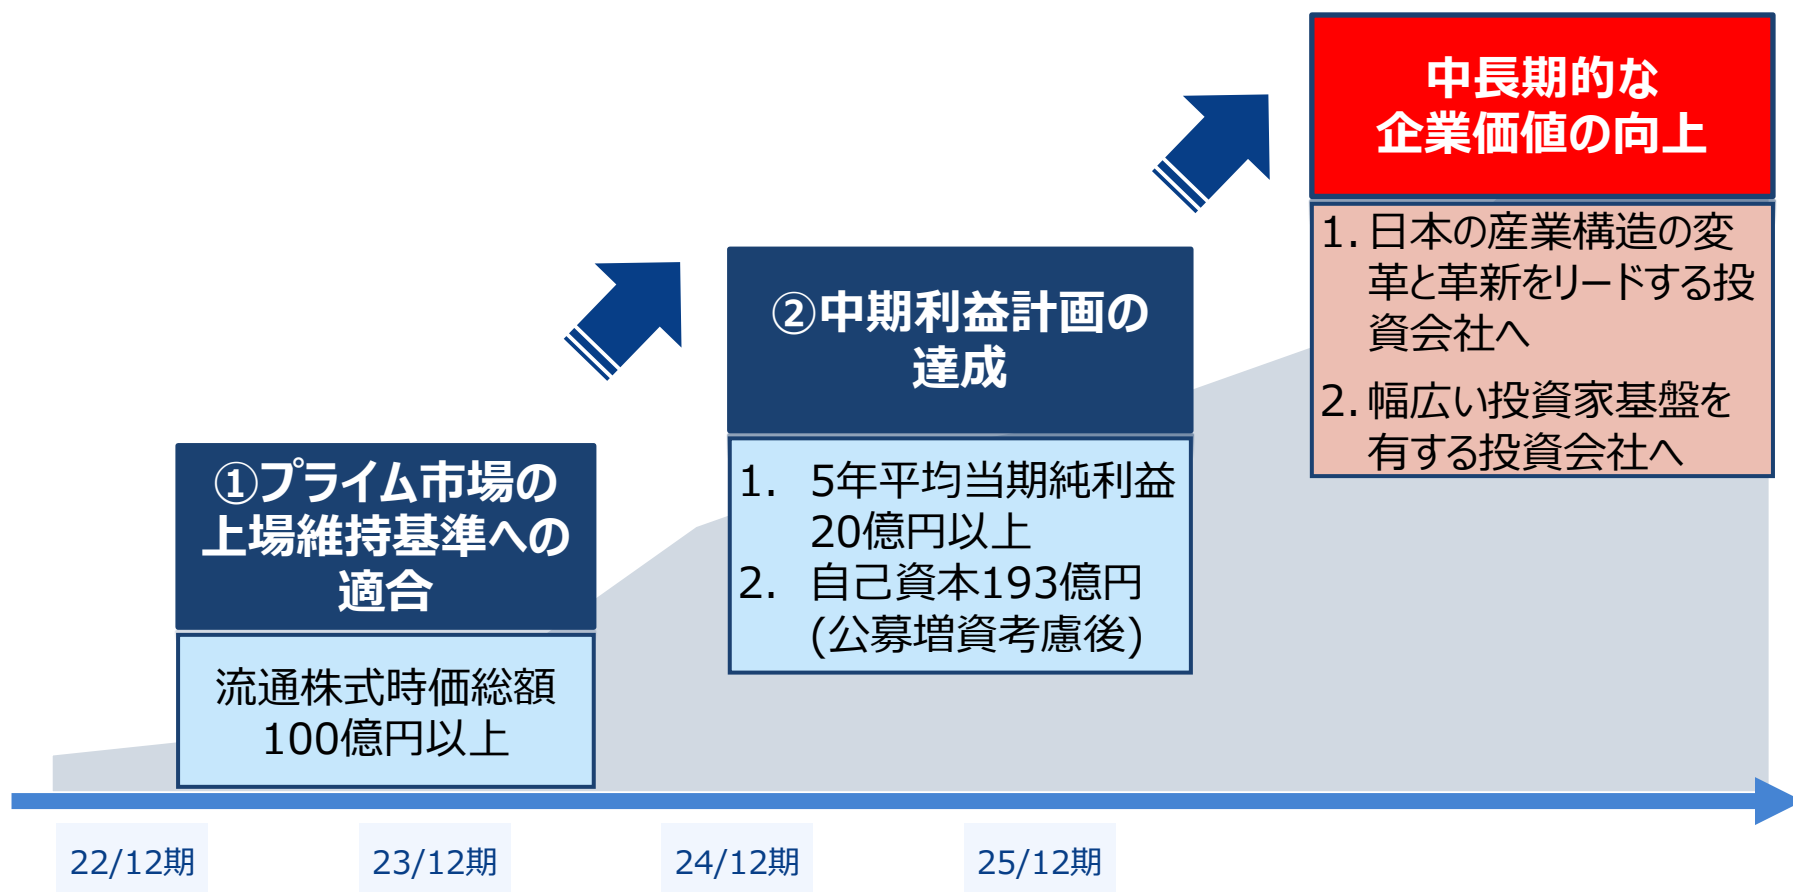 ①プライム市場の
上場維持基準への
適合
流通株式時価総額
100億円以上
②中期利益計画の
達成
1. 5年平均当期純利益
20億円以上
2. 自己資本193億円
(公募増資考慮後)
中長期的な
企業価値の向上
1. 日本の産業構造の変
革と革新をリードする投
資会社へ
2. 幅広い投資家基盤を
有する投資会社へ
22/12期
23/12期
24/12期
25/12期